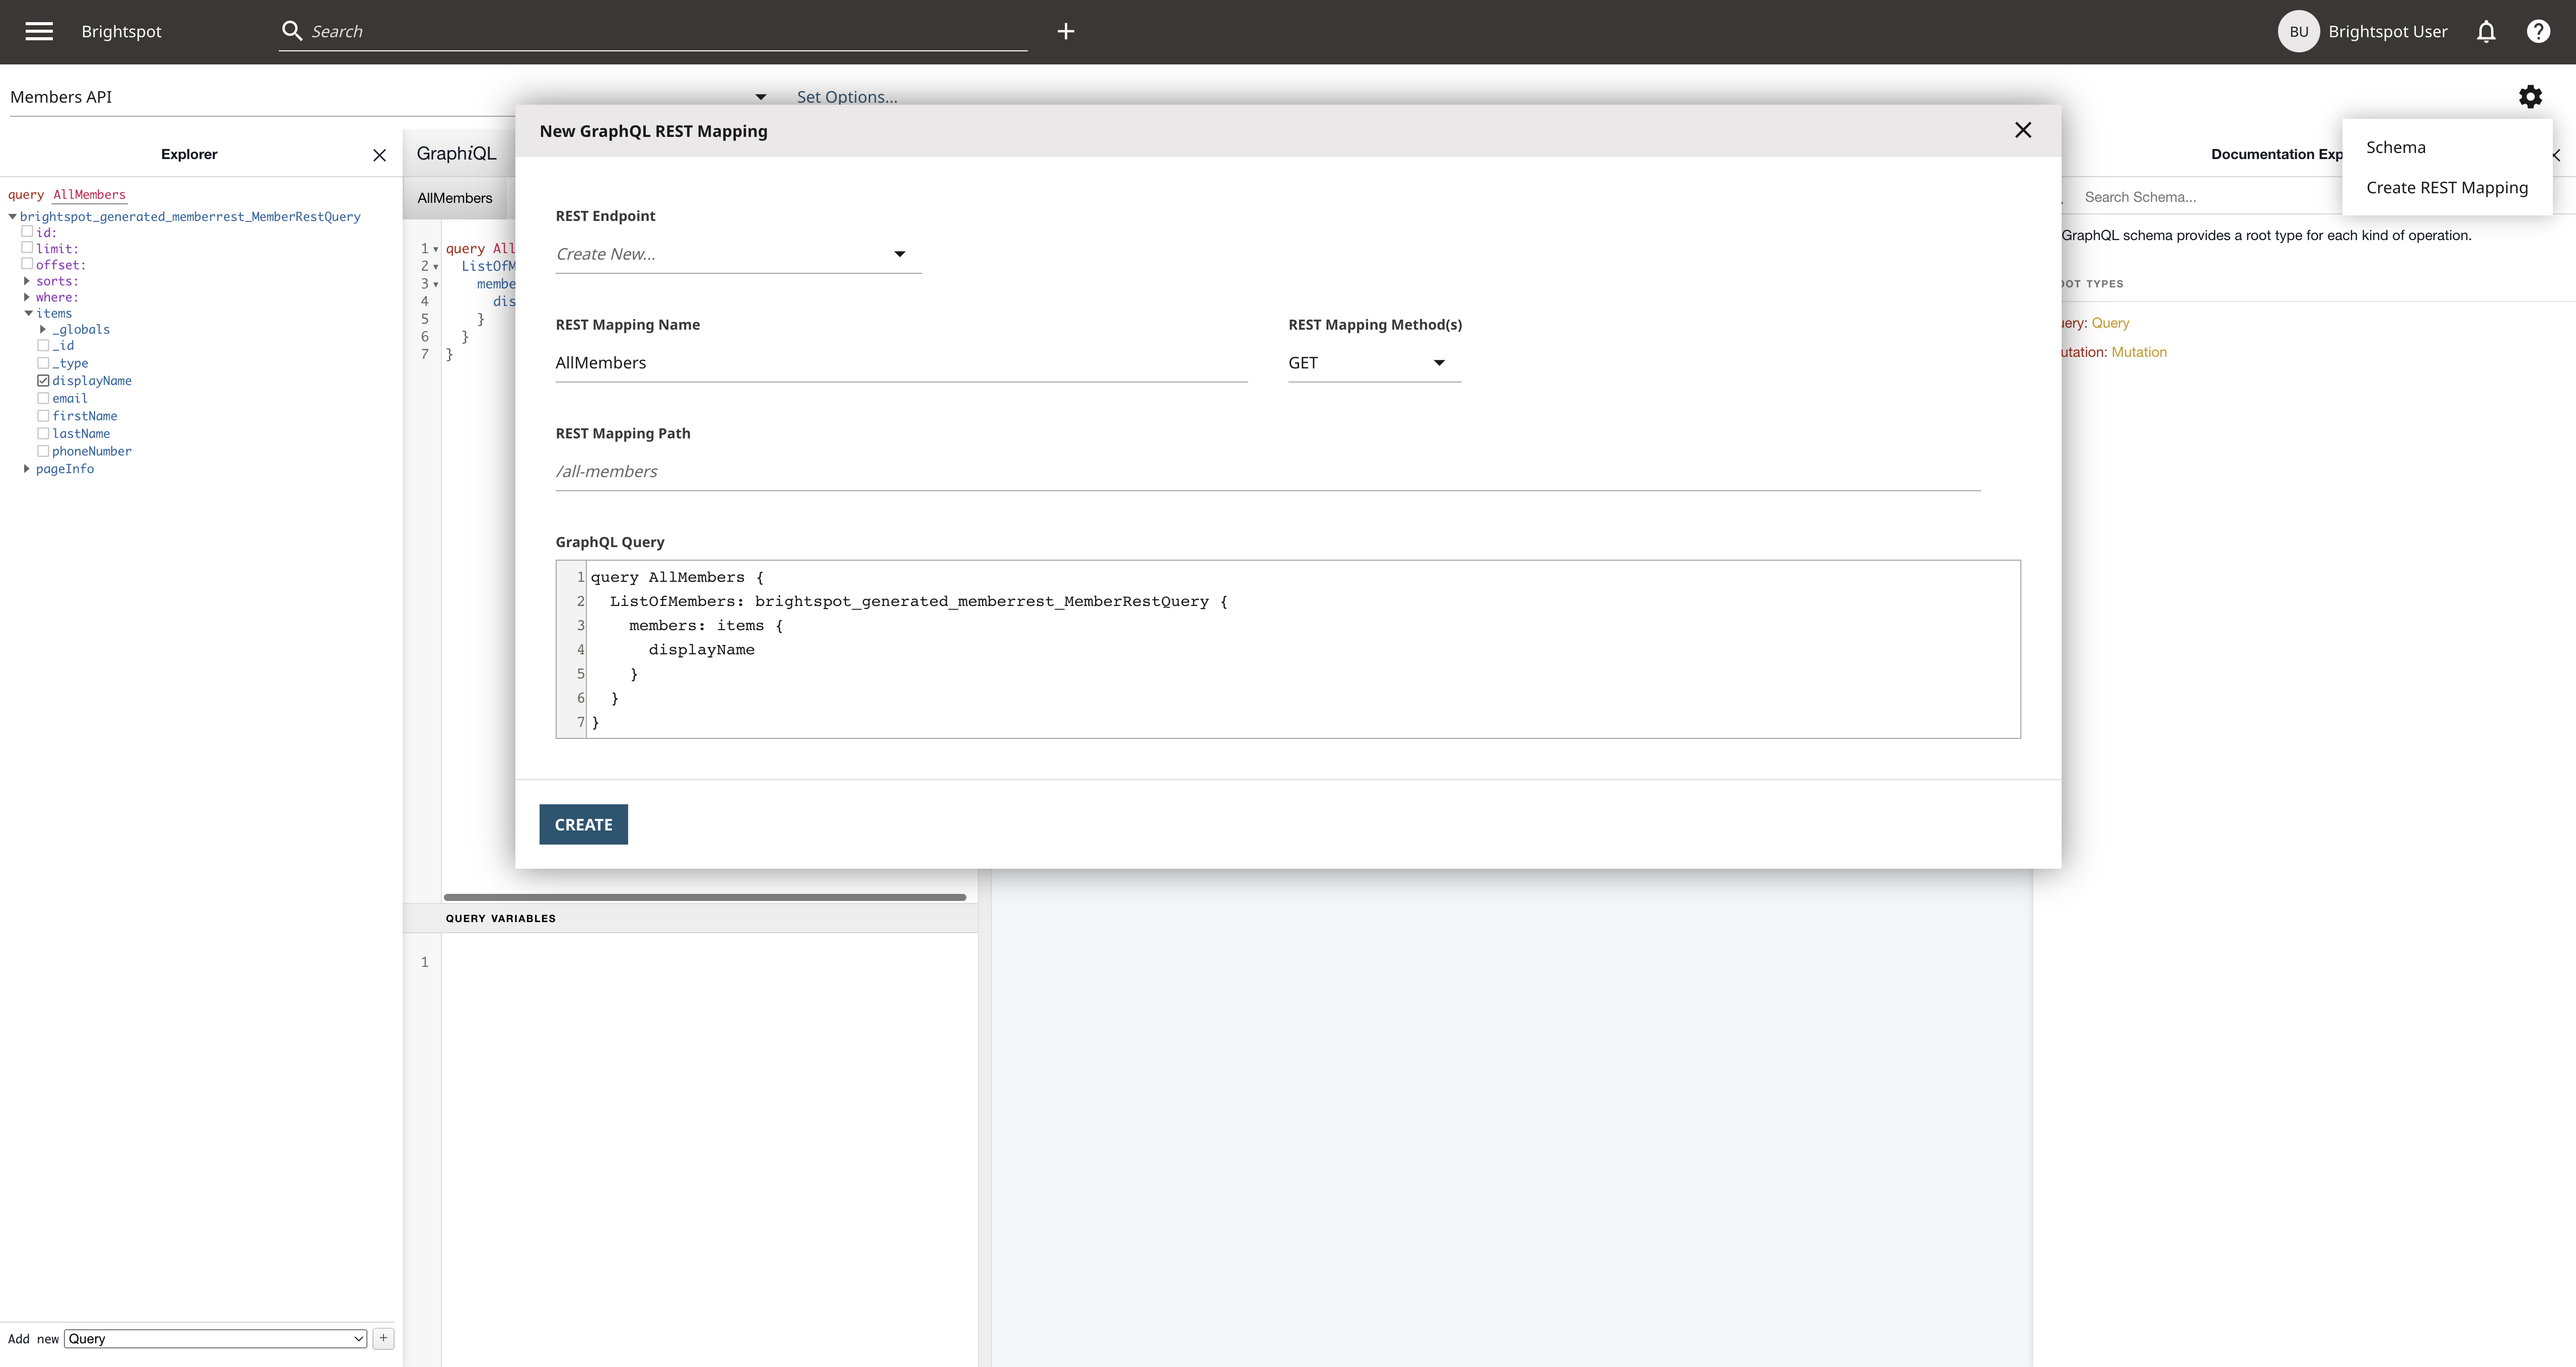 Brightspot
Search
BU
Brightspot User
Members API
Set Options...
Schema
Create REST Mapping
Explorer
query AllMembers
brightspot_generated_memberrest_MemberRestQuery
id:
limit:
offset:
sorts:
where:
items
_globals
_id
_type
displayName
email
firstName
lastName
phoneNumber
pageInfo
Add new Query
+
GraphiQL
AllMembers
1 query All
2 ListOfM
3 membe
4 dis
5 }
6 }
7 }
QUERY VARIABLES
1
New GraphQL REST Mapping
REST Endpoint
Create New...
REST Mapping Name
AllMembers
REST Mapping Method(s)
GET
REST Mapping Path
/all-members
GraphQL Query
1 query AllMembers {
2 ListOfMembers: brightspot_generated_memberrest_MemberRestQuery {
3 members: items {
4 displayName
5 }
6 }
7 }
CREATE
Documentation Exp
Search Schema...
GraphQL schema provides a root type for each kind of operation.
OOT TYPES
uery: Query
utation: Mutation